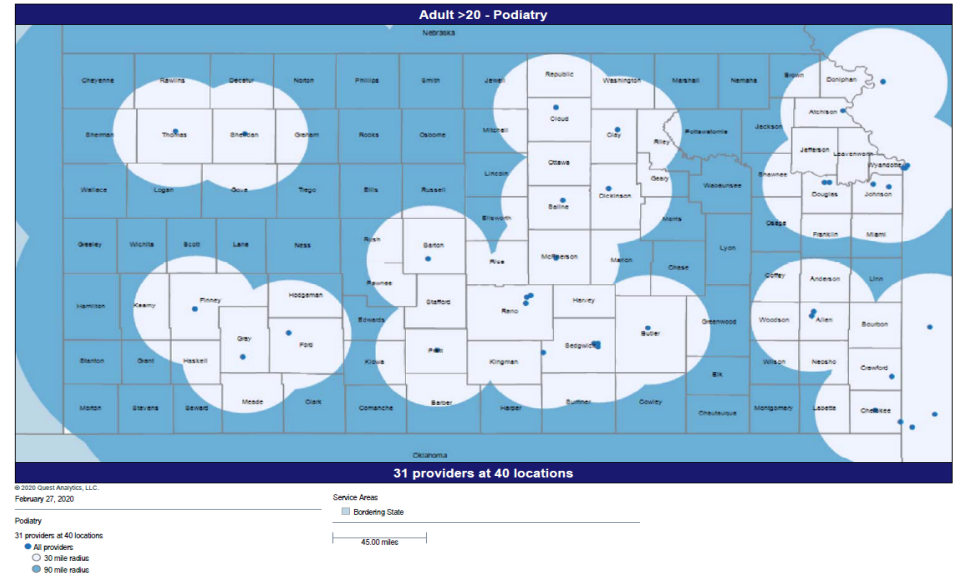 Adult >20 - Podiatry
Nebraska
Cheyenne Rawlins Decatur Norton Phillips Smith Jewell Republic Washington Marshall Nemaha Brown Doniphan
Atchison
Sherman Thomas Sheridan Graham Rooks Osborne Mitchell Cloud Clay Riley Pottawatomie Jackson
Jefferson Leavenworth
Wyandotte
Wallace Logan Gove Trego Ellis Russell Lincoln Ottawa Dickinson Geary Wabaunsee Shawnee Douglas Johnson
Ellsworth Saline Morris Osage Franklin Miami
Greeley Wichita Scott Lane Ness Rush Barton Rice McPherson Marion Chase Lyon
Coffey Anderson Linn
Hamilton Kearny Finney Hodgeman Pawnee Stafford Reno Harvey
Edwards Greenwood Woodson Allen Bourbon
Gray Ford Butler
Sedgwick
Stanton Grant Haskell Kiowa Pratt Kingman Elk Wilson Neosho Crawford
Morton Stevens Seward Meade Clark Comanche Barber Harper Sumner Cowley Chautauqua Montgomery Labette Cherokee
Oklahoma
31 providers at 40 locations
© 2020 Quest Analytics, LLC.
February 27, 2020
Service Areas
Bordering State
Podiatry
31 providers at 40 locations
45.00 miles
All providers
30 mile radius
90 mile radius